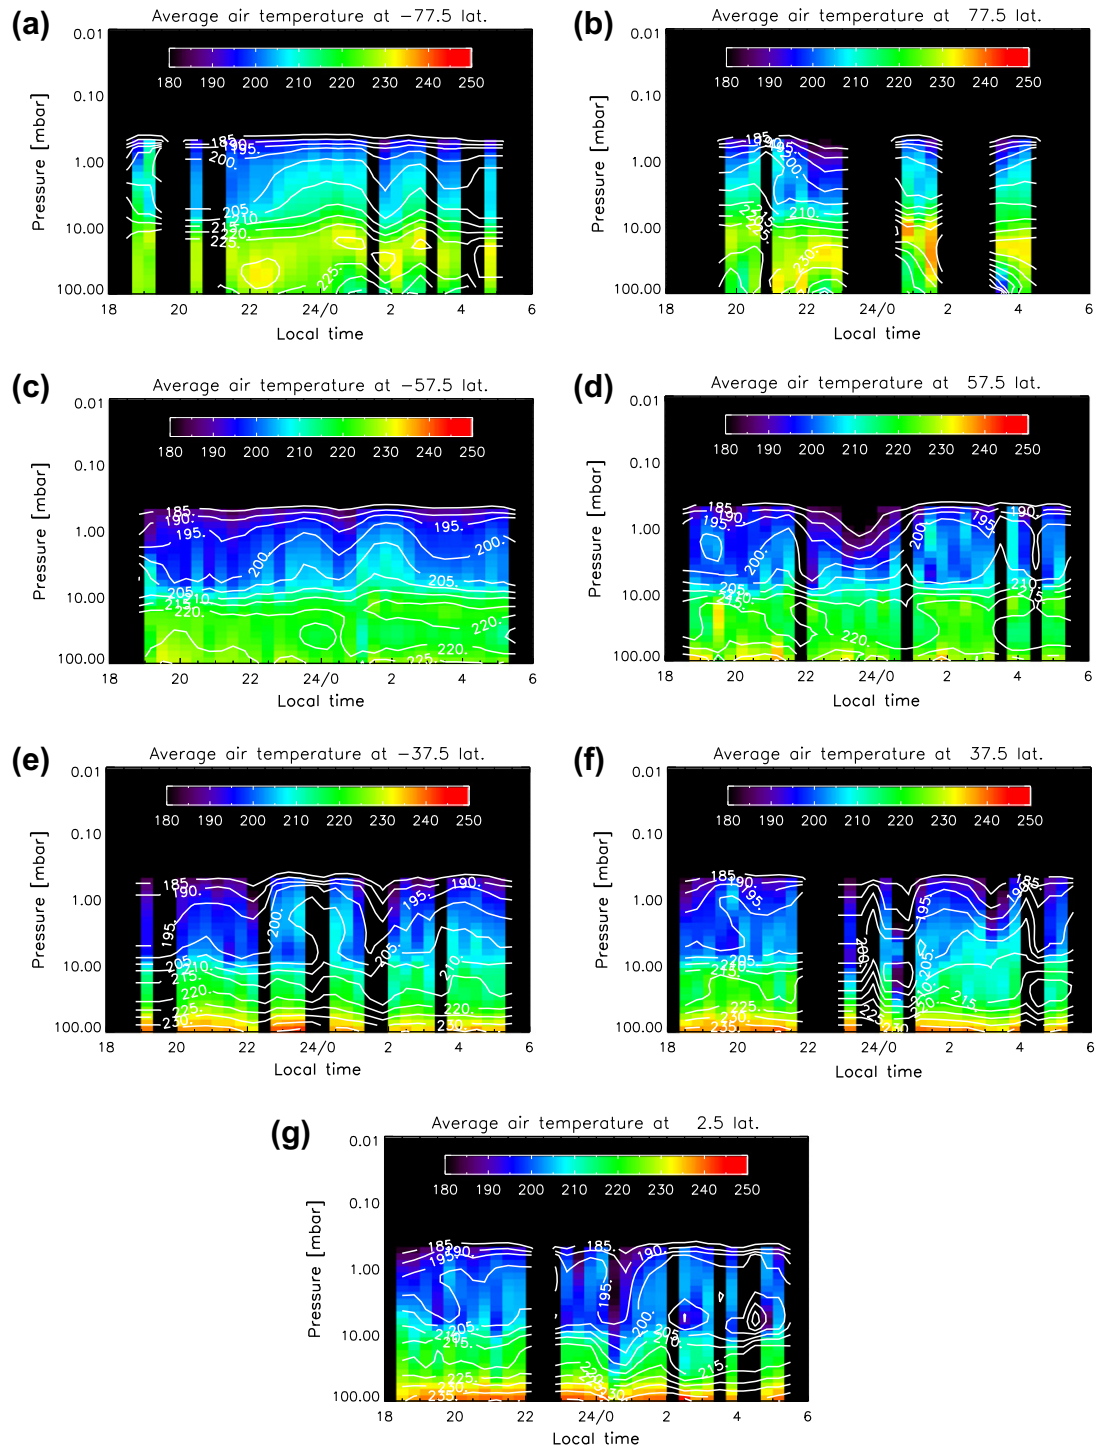 (a) Average air temperature at −77.5 lat.
(b) Average air temperature at 77.5 lat.
0.01
0.10
1.00
10.00
100.00
Pressure [mbar]
180 190 200 210 220 230 240 250
185. 190. 195. 200. 205. 210. 215. 220. 225. 225.
18 20 22 24/0 2 4 6
Local time
0.01
0.10
1.00
10.00
100.00
Pressure [mbar]
180 190 200 210 220 230 240 250
185. 195. 200. 210. 225. 230.
18 20 22 24/0 2 4 6
Local time
(c) Average air temperature at −57.5 lat.
(d) Average air temperature at 57.5 lat.
0.01
0.10
1.00
10.00
100.00
Pressure [mbar]
180 190 200 210 220 230 240 250
185. 190. 195. 195. 200. 200. 205. 205. 210. 220. 220. 225.
18 20 22 24/0 2 4 6
Local time
0.01
0.10
1.00
10.00
100.00
Pressure [mbar]
180 190 200 210 220 230 240 250
185. 190. 195. 195. 190. 200. 200. 205. 210. 215. 210. 215. 220.
18 20 22 24/0 2 4 6
Local time
(e) Average air temperature at −37.5 lat.
(f) Average air temperature at 37.5 lat.
0.01
0.10
1.00
10.00
100.00
Pressure [mbar]
180 190 200 210 220 230 240 250
185. 190. 190. 195. 195. 200. 205. 205. 210. 210. 215. 220. 225. 230.
18 20 22 24/0 2 4 6
Local time
0.01
0.10
1.00
10.00
100.00
Pressure [mbar]
180 190 200 210 220 230 240 250
185. 190. 195. 185. 190. 195. 200. 205. 205. 210. 215. 215. 220. 225. 225. 230. 230. 235.
18 20 22 24/0 2 4 6
Local time
(g) Average air temperature at 2.5 lat.
0.01
0.10
1.00
10.00
100.00
Pressure [mbar]
180 190 200 210 220 230 240 250
185. 190. 195. 185. 190. 195. 200. 205. 205. 210. 215. 215. 220. 225. 225. 230. 230. 235.
18 20 22 24/0 2 4 6
Local time